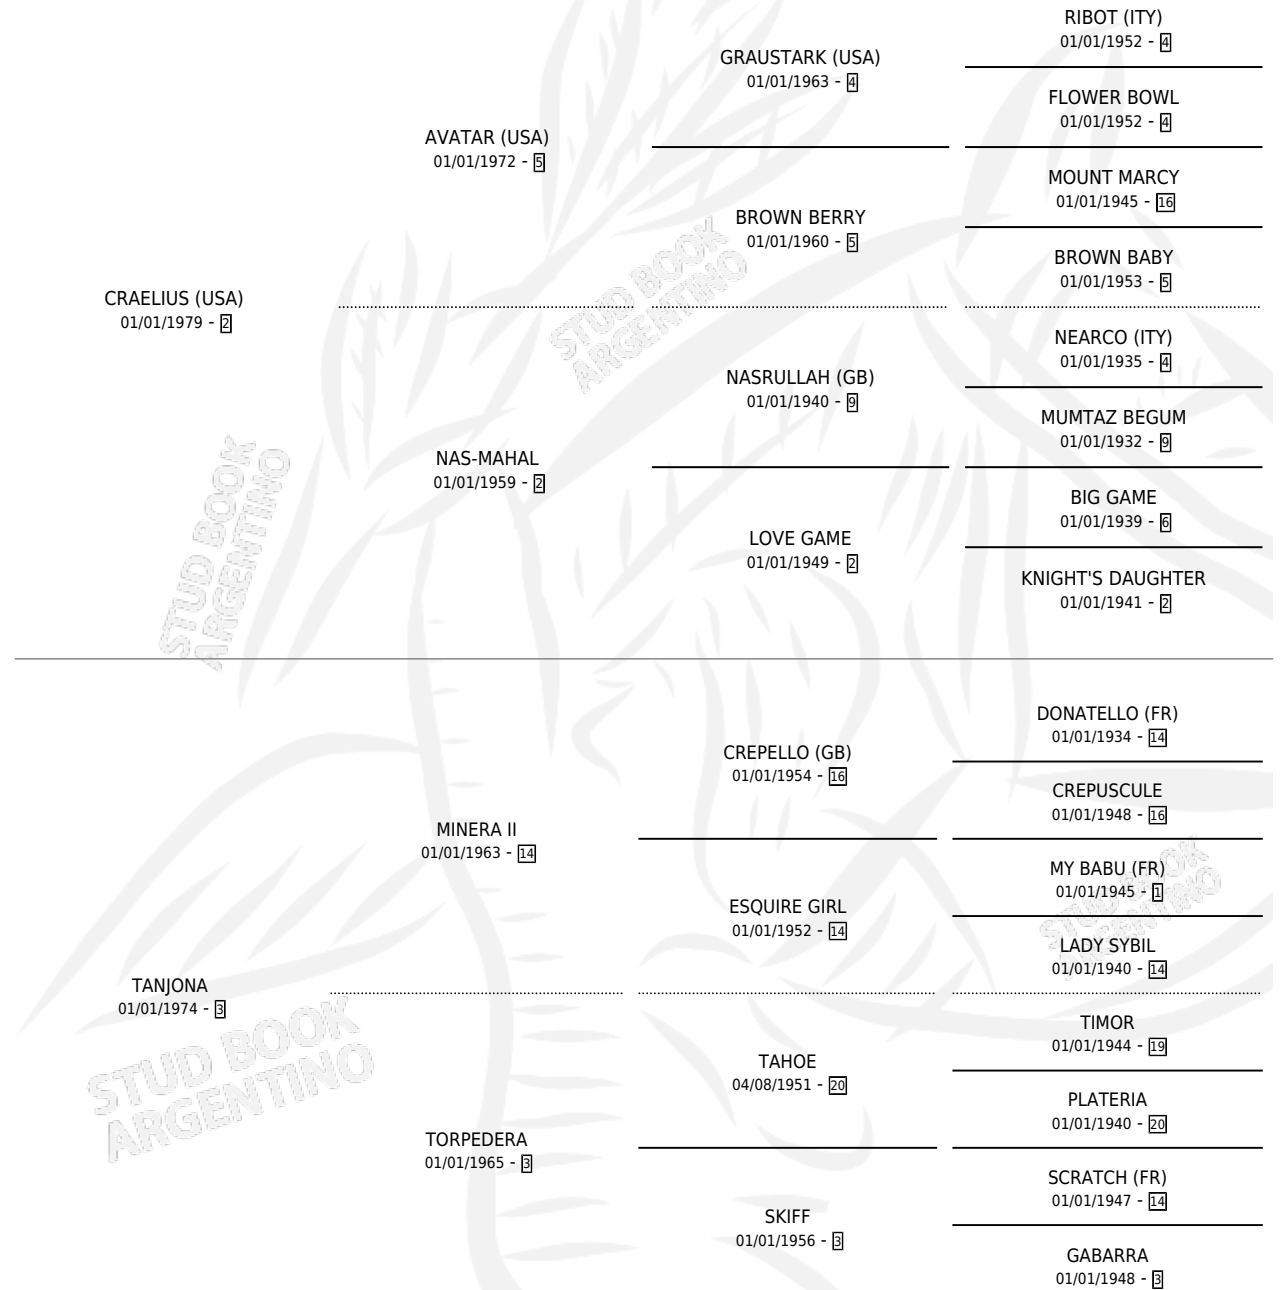 RIBOT (ITY)
01/01/1952 - 4
GRAUSTARK (USA)
01/01/1963 - 4
FLOWER BOWL
01/01/1952 - 4
AVATAR (USA)
01/01/1972 - 5
MOUNT MARCY
01/01/1945 - 16
BROWN BERRY
01/01/1960 - 5
BROWN BABY
01/01/1953 - 5
CRAELIUS (USA)
01/01/1979 - 2
NEARCO (ITY)
01/01/1935 - 4
NASRULLAH (GB)
01/01/1940 - 9
MUMTAZ BEGUM
01/01/1932 - 9
NAS-MAHAL
01/01/1959 - 2
BIG GAME
01/01/1939 - 6
LOVE GAME
01/01/1949 - 2
KNIGHT'S DAUGHTER
01/01/1941 - 2
DONATELLO (FR)
01/01/1934 - 14
CREPELLO (GB)
01/01/1954 - 16
CREPUSCULE
01/01/1948 - 16
MINERA II
01/01/1963 - 14
MY BABU (FR)
01/01/1945 - 1
ESQUIRE GIRL
01/01/1952 - 14
LADY SYBIL
01/01/1940 - 14
TANJONA
01/01/1974 - 3
TIMOR
01/01/1944 - 19
TAHOE
04/08/1951 - 20
PLATERIA
01/01/1940 - 20
TORPEDERA
01/01/1965 - 3
SCRATCH (FR)
01/01/1947 - 14
SKIFF
01/01/1956 - 3
GABARRA
01/01/1948 - 3
STUD BOOK
ARGENTINO
STUD BOOK
ARGENTINO
STUD BOOK
ARGENTINO
STUD BOOK
ARGENTINO